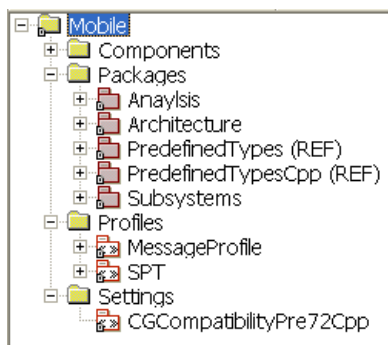 Mobile
Components
Packages
Anaylsis
Architecture
PredefinedTypes (REF)
PredefinedTypesCpp (REF)
Subsystems
Profiles
MessageProfile
SPT
Settings
CGCompatibilityPre72Cpp